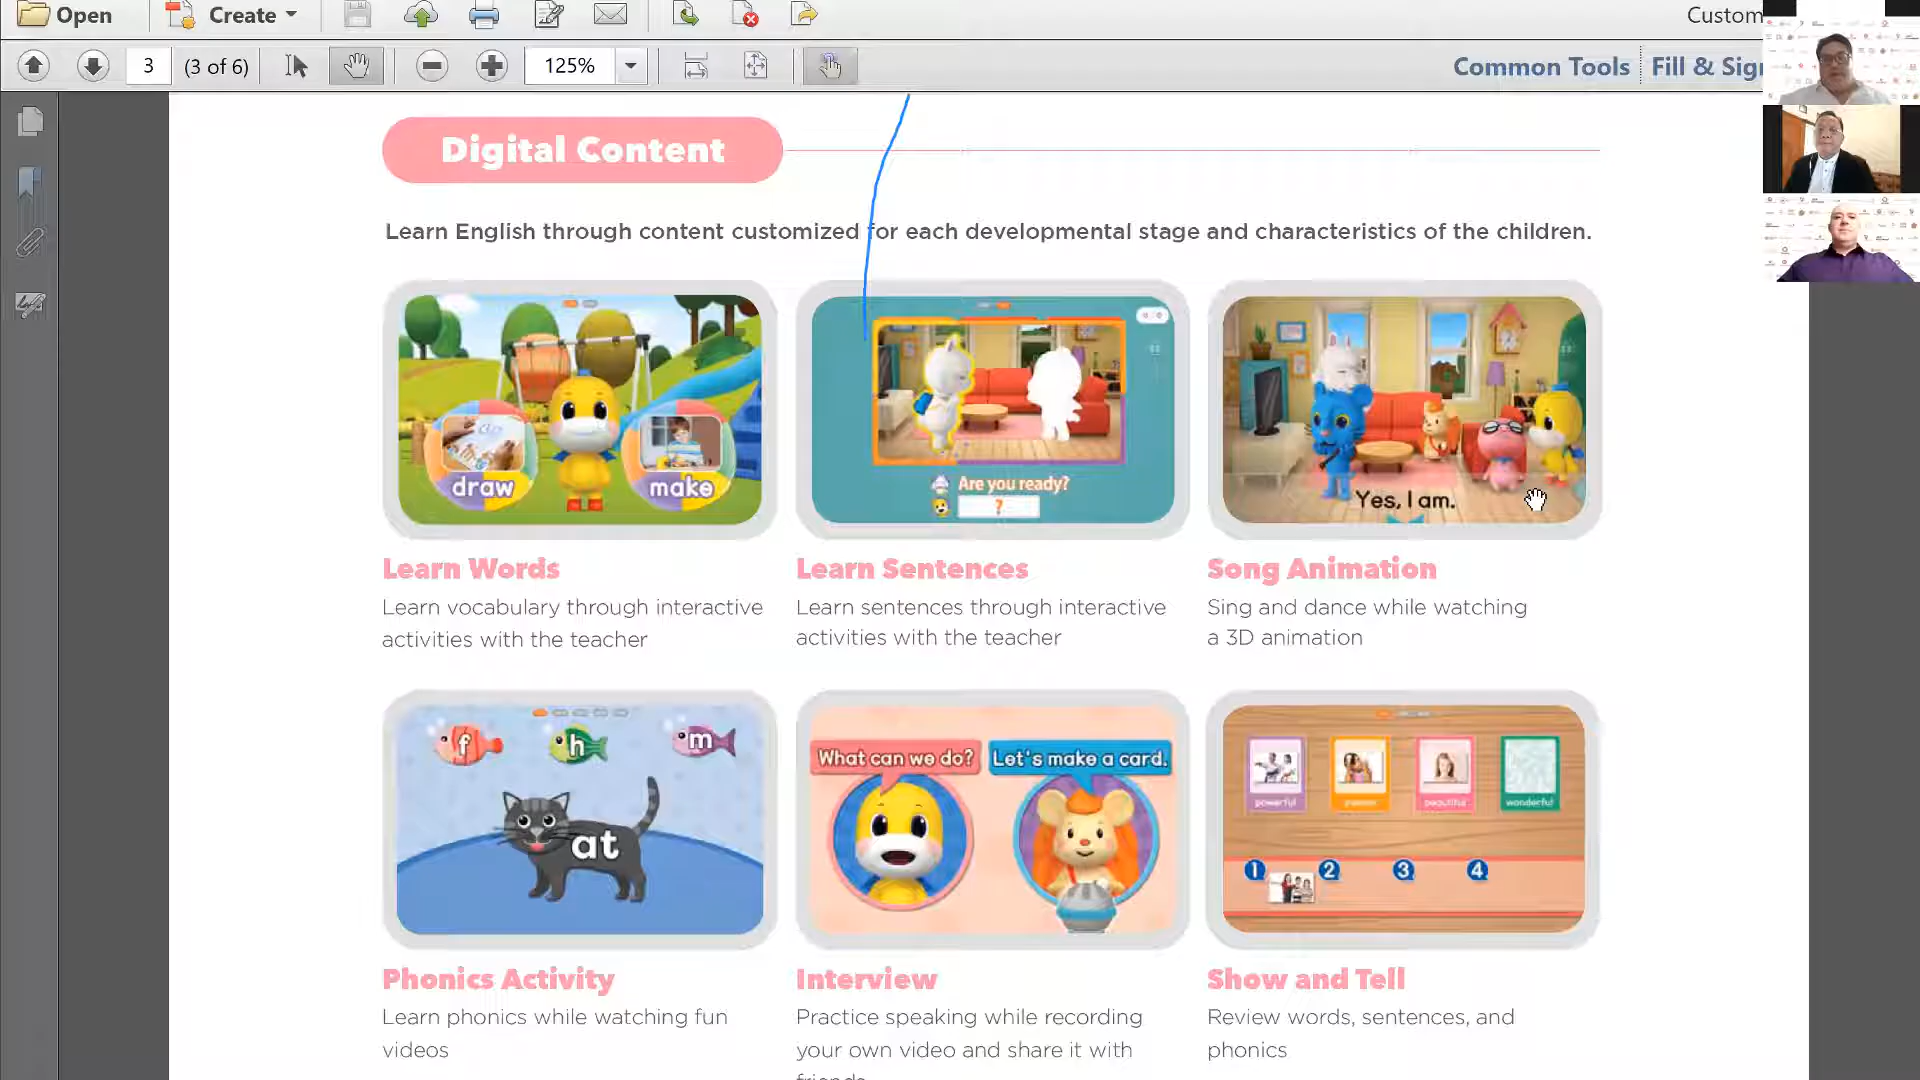 Open
Create
Custom
3
(3 of 6)
125%
Common Tools
Fill & Sign
Digital Content
Learn English through content customized for each developmental stage and characteristics of the children.
draw
make
Are you ready?
?
Yes, I am.
Learn Words
Learn Sentences
Song Animation
Learn vocabulary through interactive
activities with the teacher
Learn sentences through interactive
activities with the teacher
Sing and dance while watching
a 3D animation
f
h
m
at
What can we do?
Let's make a card.
powerful
beautiful
wonderful
1
2
3
4
Phonics Activity
Interview
Show and Tell
Learn phonics while watching fun
videos
Practice speaking while recording
your own video and share it with
friends
Review words, sentences, and
phonics